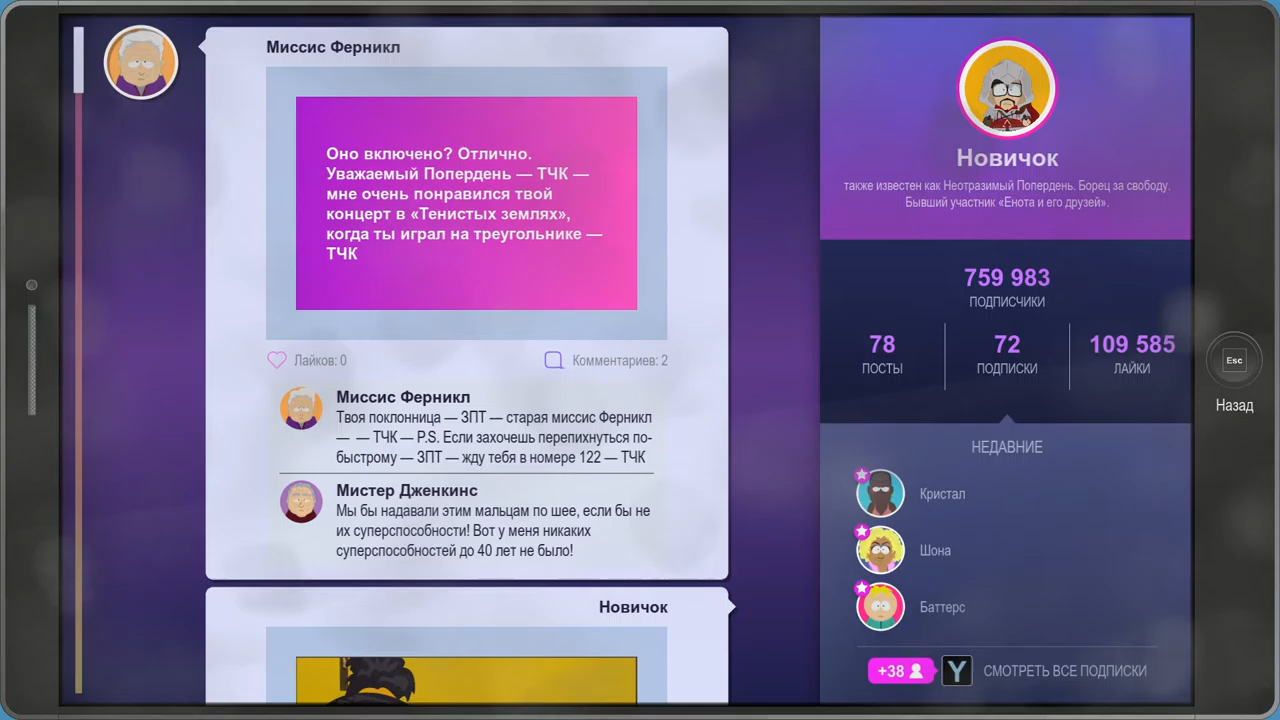 Миссис Ферникл
Оно включено? Отлично.
Уважаемый Попердень — ТЧК —
мне очень понравился твой
концерт в «Тенистых землях»,
когда ты играл на треугольнике —
ТЧК
Лайков: 0
Комментариев: 2
Миссис Ферникл
Твоя поклонница — ЗПТ — старая миссис Ферникл
— — ТЧК — P.S. Если захочешь перепихнуться по-
быстрому — ЗПТ — жду тебя в номере 122 — ТЧК
Мистер Дженкинс
Мы бы надавали этим мальцам по шее, если бы не
их суперспособности! Вот у меня никаких
суперспособностей до 40 лет не было!
Новичок
Новичок
также известен как Неотразимый Попердень. Борец за свободу.
Бывший участник «Енота и его друзей».
759 983
ПОДПИСЧИКИ
78
ПОСТЫ
72
ПОДПИСКИ
109 585
ЛАЙКИ
НЕДАВНИЕ
Кристал
Шона
Баттерс
+38
Y
СМОТРЕТЬ ВСЕ ПОДПИСКИ
Esc
Назад